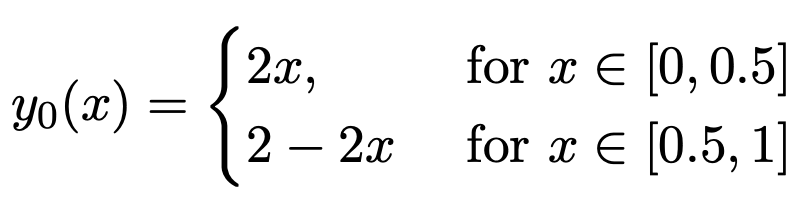 y₀(x) = { 2x, for x ∈ [0, 0.5]
2 − 2x for x ∈ [0.5, 1]